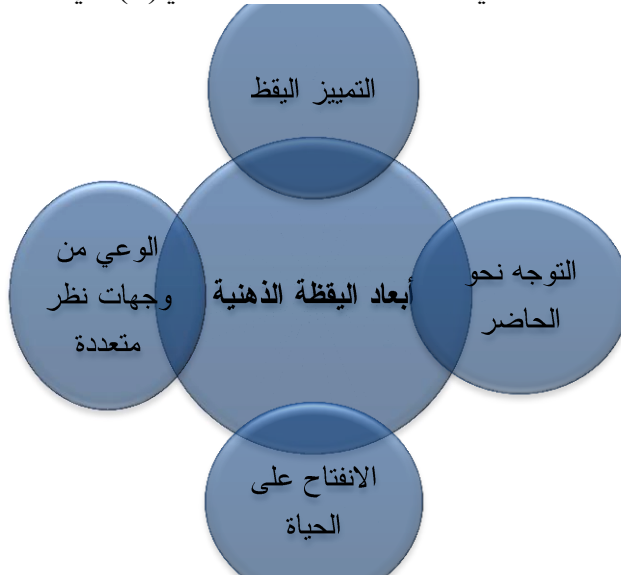 التمييز اليقظ
أبعاد اليقظة الذهنية
التوجه نحو
الحاضر
الوعي من
وجهات نظر
متعددة
الانفتاح على
الحياة